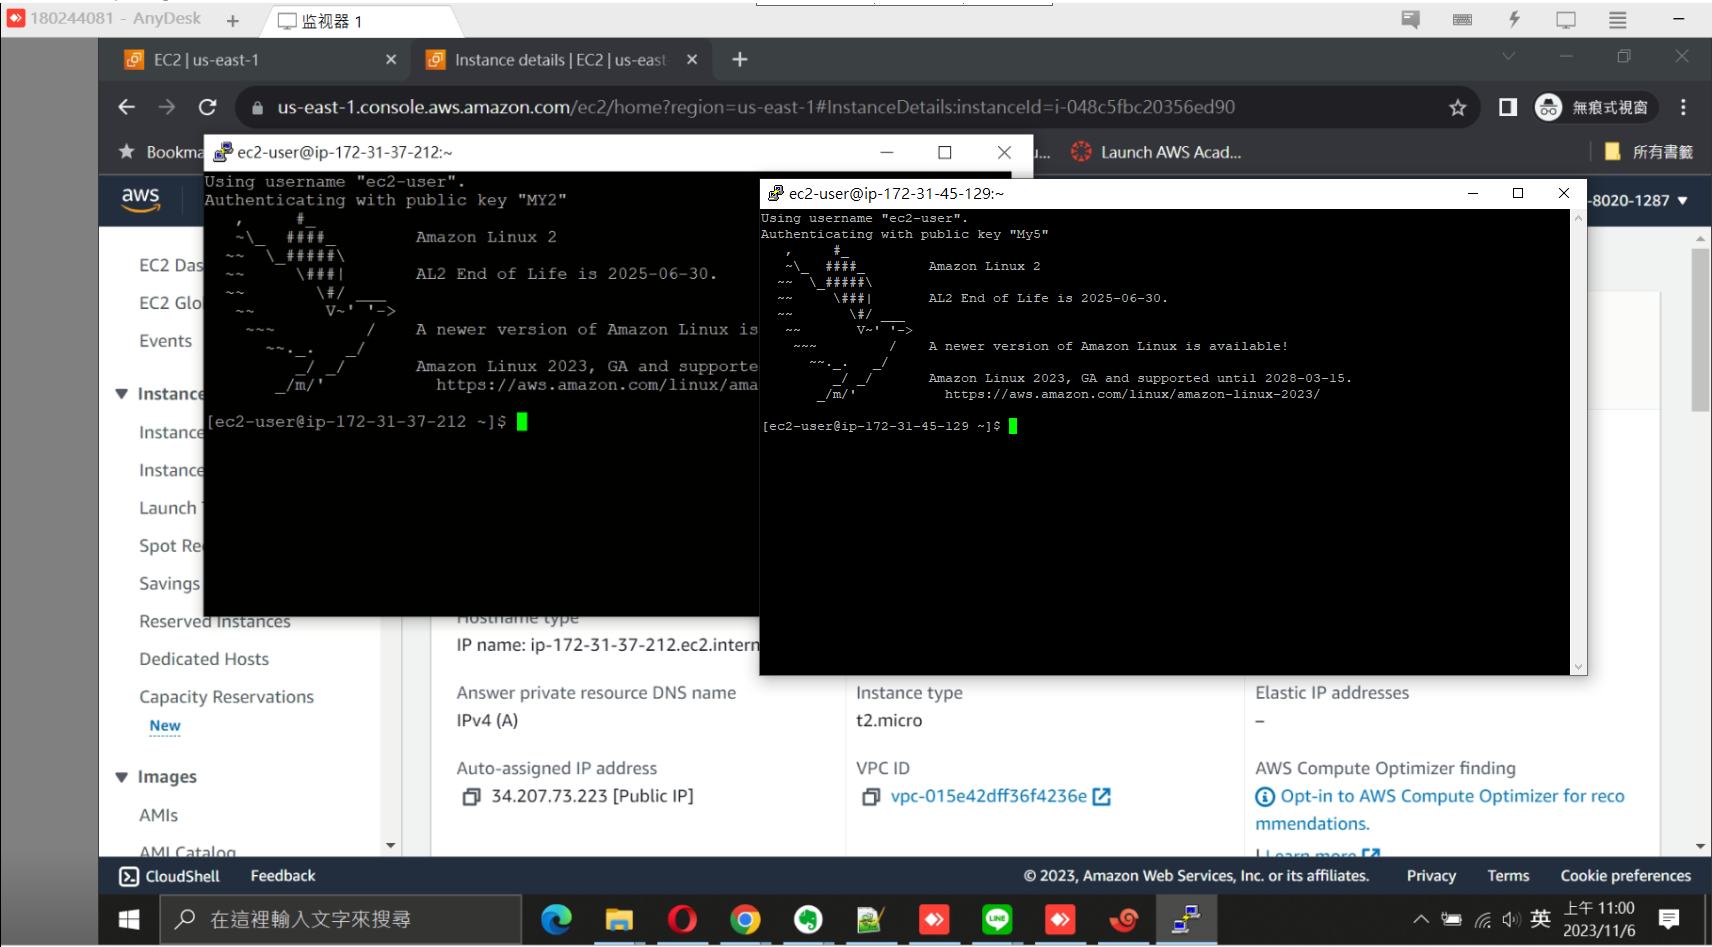 180244081 - AnyDesk
监视器 1
EC2 | us-east-1
Instance details | EC2 | us-east
us-east-1.console.aws.amazon.com/ec2/home?region=us-east-1#InstanceDetails:instanceId=i-048c5fbc20356ed90
無痕式視窗
Bookma
u...
Launch AWS Acad...
所有書籤
aws
-8020-1287
ec2-user@ip-172-31-37-212:~
Using username "ec2-user".
Authenticating with public key "MY2"
Amazon Linux 2
AL2 End of Life is 2025-06-30.
A newer version of Amazon Linux is
Amazon Linux 2023, GA and supporte
https://aws.amazon.com/linux/ama
[ec2-user@ip-172-31-37-212 ~]$
ec2-user@ip-172-31-45-129:~
Using username "ec2-user".
Authenticating with public key "My5"
Amazon Linux 2
AL2 End of Life is 2025-06-30.
A newer version of Amazon Linux is available!
Amazon Linux 2023, GA and supported until 2028-03-15.
https://aws.amazon.com/linux/amazon-linux-2023/
[ec2-user@ip-172-31-45-129 ~]$
EC2 Das
EC2 Glo
Events
Instance
Instance
Instance
Launch
Spot Re
Savings
Reserved Instances
Dedicated Hosts
Capacity Reservations
New
Images
AMIs
AMI Catalog
Hostname type
IP name: ip-172-31-37-212.ec2.intern
Answer private resource DNS name
IPv4 (A)
Auto-assigned IP address
34.207.73.223 [Public IP]
Instance type
t2.micro
VPC ID
vpc-015e42dff36f4236e
Elastic IP addresses
–
AWS Compute Optimizer finding
Opt-in to AWS Compute Optimizer for reco
mmendations.
| Learn more
CloudShell
Feedback
© 2023, Amazon Web Services, Inc. or its affiliates.
Privacy
Terms
Cookie preferences
在這裡輸入文字來搜尋
LINE
英
上午 11:00
2023/11/6